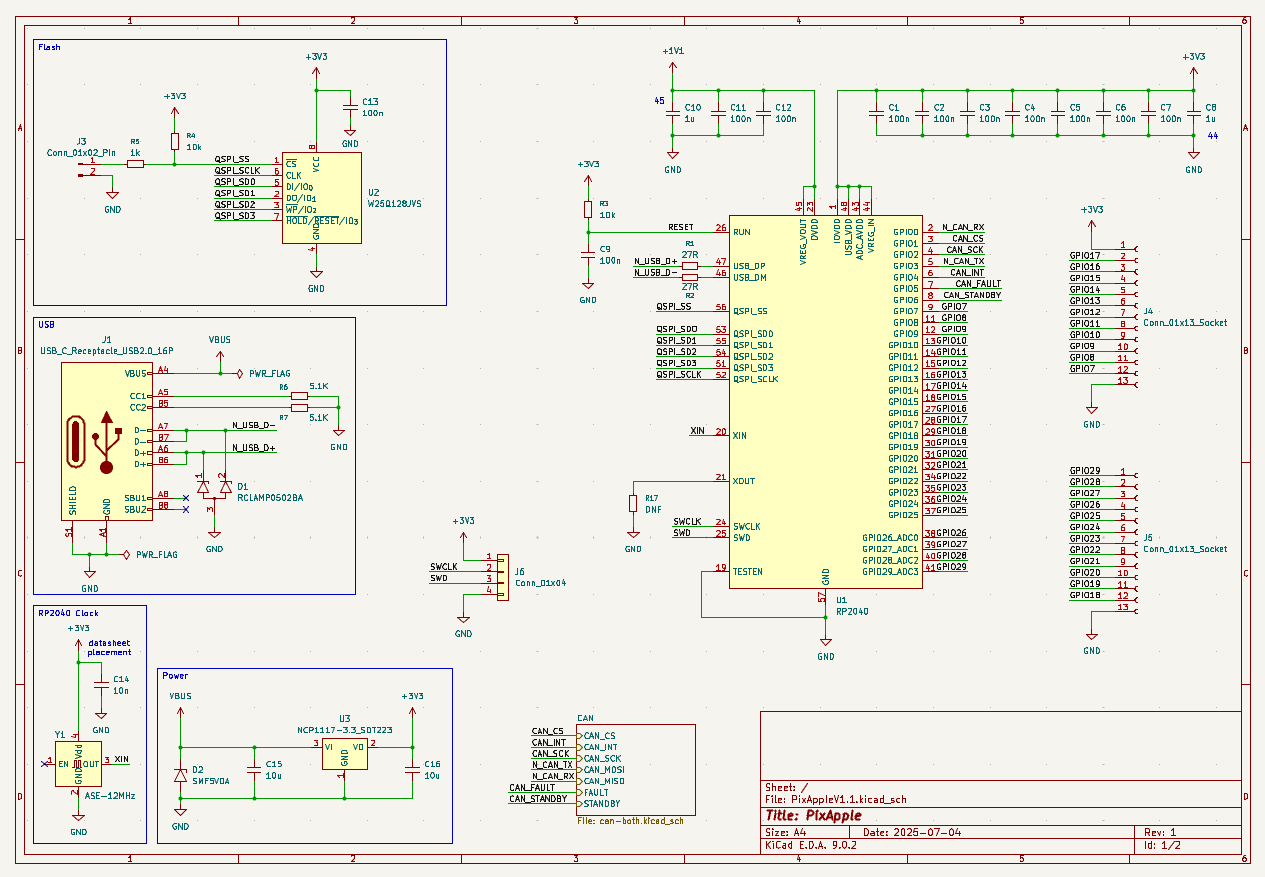 1 2 3 4 5 6
A B C D
Flash
+3V3
C13
100n
GND
+3V3
R4
10k
J3
Conn_01x02_Pin
1
2
R5
1k
GND
QSPI_SS
QSPI_SCLK
QSPI_SD0
QSPI_SD1
QSPI_SD2
QSPI_SD3
1 CS
6 CLK
5 DI/IO0
2 DO/IO1
3 WP/IO2
7 HOLD/RESET/IO3
8 VCC
GND 4
U2
W25Q128JVS
GND
+1V1
45
C10
1u
C11
100n
C12
100n
GND
+3V3
C1
100n
C2
100n
C3
100n
C4
100n
C5
100n
C6
100n
C7
100n
C8
1u
44
GND
+3V3
R3
10k
RESET
C9
100n
GND
N_USB_D+
N_USB_D-
R1
27R
27R
R2
QSPI_SS
QSPI_SD0
QSPI_SD1
QSPI_SD2
QSPI_SD3
QSPI_SCLK
XIN
R17
DNF
GND
SWCLK
SWD
45 VREG_VOUT
23 DVDD
1 IOVDD
48 USB_VDD
43 ADC_AVDD
44 VREG_IN
26 RUN
47 USB_DP
46 USB_DM
56 QSPI_SS
53 QSPI_SD0
55 QSPI_SD1
54 QSPI_SD2
51 QSPI_SD3
52 QSPI_SCLK
20 XIN
21 XOUT
24 SWCLK
25 SWD
19 TESTEN
GND 57
U1
RP2040
GND
GPIO0 2 N_CAN_RX
GPIO1 3 CAN_CS
GPIO2 4 CAN_SCK
GPIO3 5 N_CAN_TX
GPIO4 6 CAN_INT
GPIO5 7 CAN_FAULT
GPIO6 8 CAN_STANDBY
GPIO7 9 GPIO7
GPIO8 11 GPIO8
GPIO9 12 GPIO9
GPIO10 13 GPIO10
GPIO11 14 GPIO11
GPIO12 15 GPIO12
GPIO13 16 GPIO13
GPIO14 17 GPIO14
GPIO15 18 GPIO15
GPIO16 27 GPIO16
GPIO17 28 GPIO17
GPIO18 29 GPIO18
GPIO19 30 GPIO19
GPIO20 31 GPIO20
GPIO21 32 GPIO21
GPIO22 34 GPIO22
GPIO23 35 GPIO23
GPIO24 36 GPIO24
GPIO25 37 GPIO25
GPIO26_ADC0 38 GPIO26
GPIO27_ADC1 39 GPIO27
GPIO28_ADC2 40 GPIO28
GPIO29_ADC3 41 GPIO29
+3V3
1
GPIO17 2
GPIO16 3
GPIO15 4
GPIO14 5
GPIO13 6
GPIO12 7
GPIO11 8
GPIO10 9
GPIO9 10
GPIO8 11
GPIO7 12
13
J4
Conn_01x13_Socket
GND
GPIO29 1
GPIO28 2
GPIO27 3
GPIO26 4
GPIO25 5
GPIO24 6
GPIO23 7
GPIO22 8
GPIO21 9
GPIO20 10
GPIO19 11
GPIO18 12
13
J5
Conn_01x13_Socket
GND
USB
J1
USB_C_Receptacle_USB2.0_16P
VBUS
PWR_FLAG
VBUS A4
CC1 A5
CC2 B5
D- A7
D- B7
D+ A6
D+ B6
SBU1 A8
SBU2 B8
SHIELD S1
GND A1
R6 5.1K
R7 5.1K
GND
N_USB_D-
N_USB_D+
1 2 3
D1
RCLAMP0502BA
GND
PWR_FLAG
GND
+3V3
SWCLK
SWD
1
2
3
4
J6
Conn_01x04
GND
RP2040 Clock
+3V3
datasheet
placement
C14
10n
GND
Y1
4 Vdd
1 EN
OUT 3
XIN
GND 2
ASE-12MHz
GND
Power
VBUS
D2
SMF5V0A
C15
10u
U3
NCP1117-3.3_SOT223
3 VI
VO 2
GND 1
+3V3
C16
10u
GND
CAN
CAN_CS CAN_CS
CAN_INT CAN_INT
CAN_SCK CAN_SCK
N_CAN_TX CAN_MOSI
N_CAN_RX CAN_MISO
CAN_FAULT FAULT
CAN_STANDBY STANDBY
File: can-both.kicad_sch
Sheet: /
File: PixAppleV1.1.kicad_sch
Title: PixApple
Size: A4 Date: 2025-07-04 Rev: 1
KiCad E.D.A. 9.0.2 Id: 1/2
1 2 3 4 5 6
A B C D